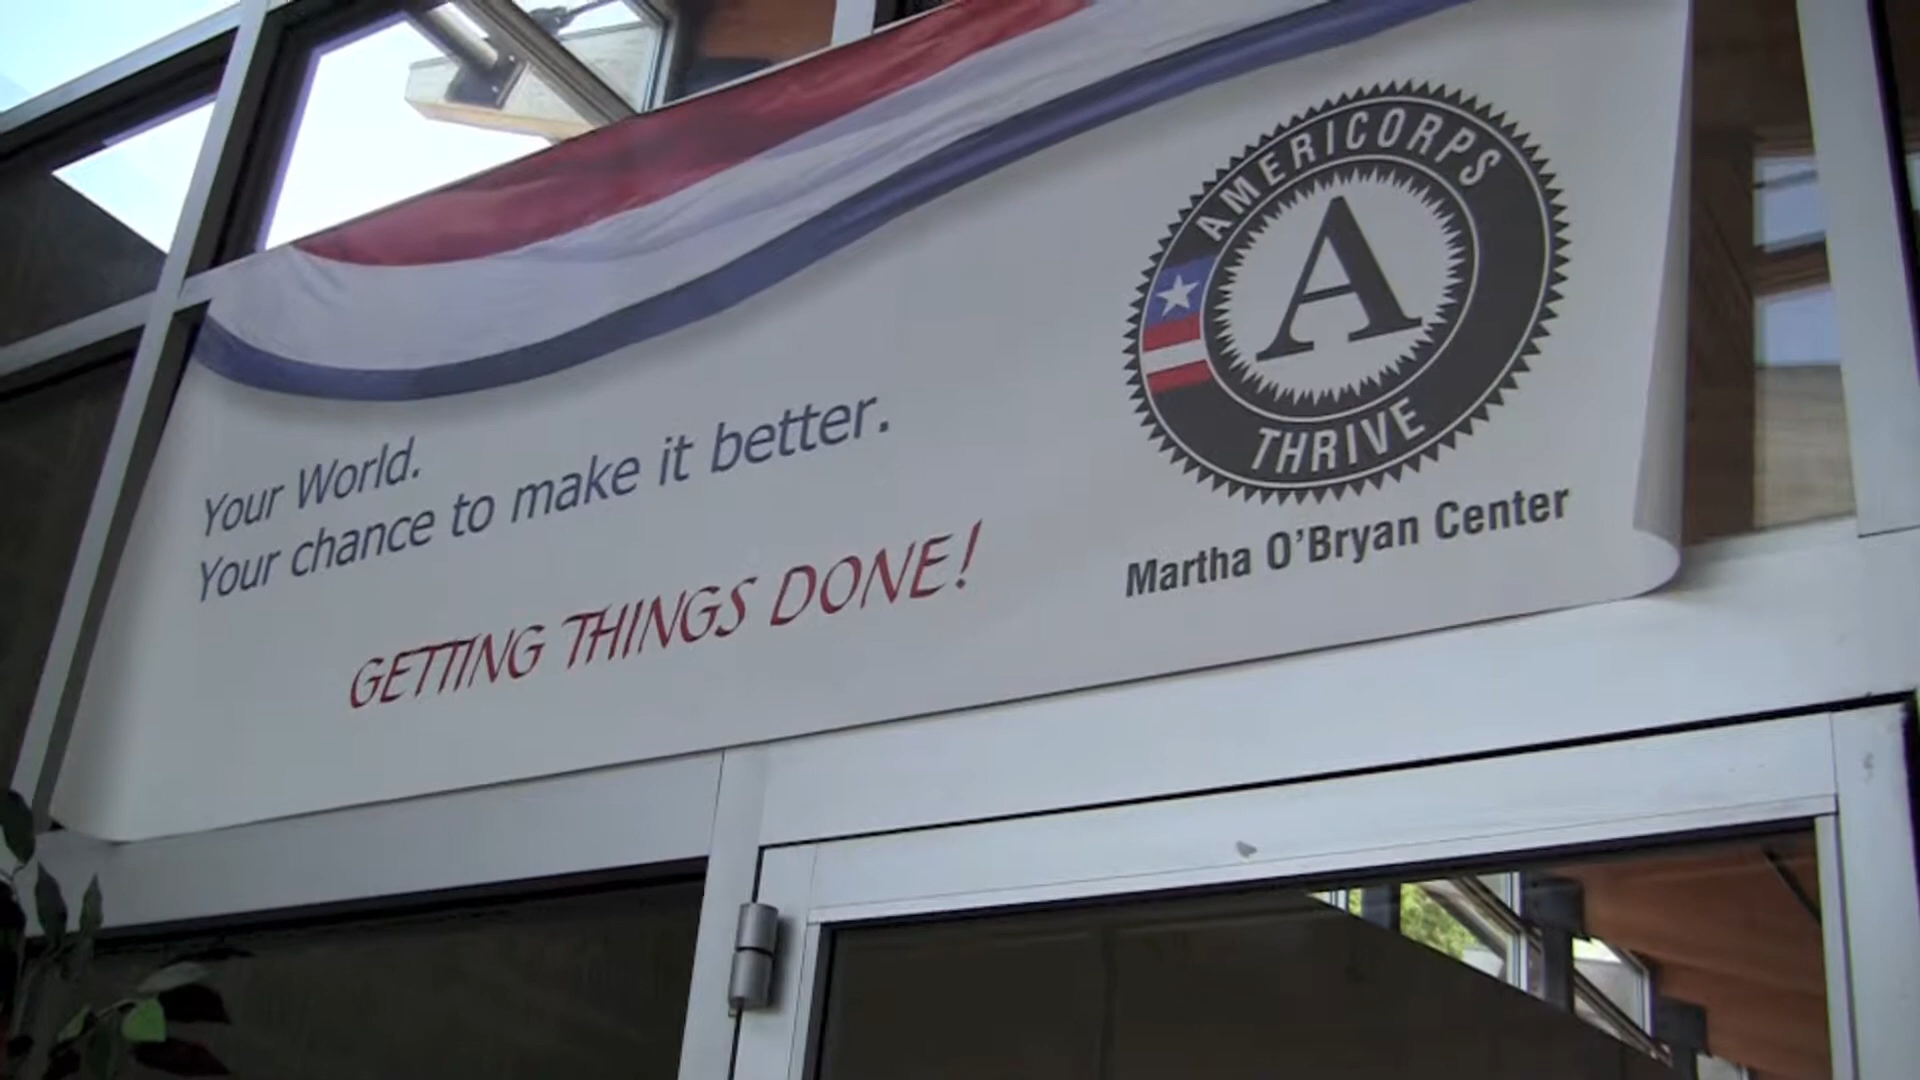 Your World.
Your chance to make it better.
GETTING THINGS DONE!
AMERICORPS
A
THRIVE
Martha O'Bryan Center